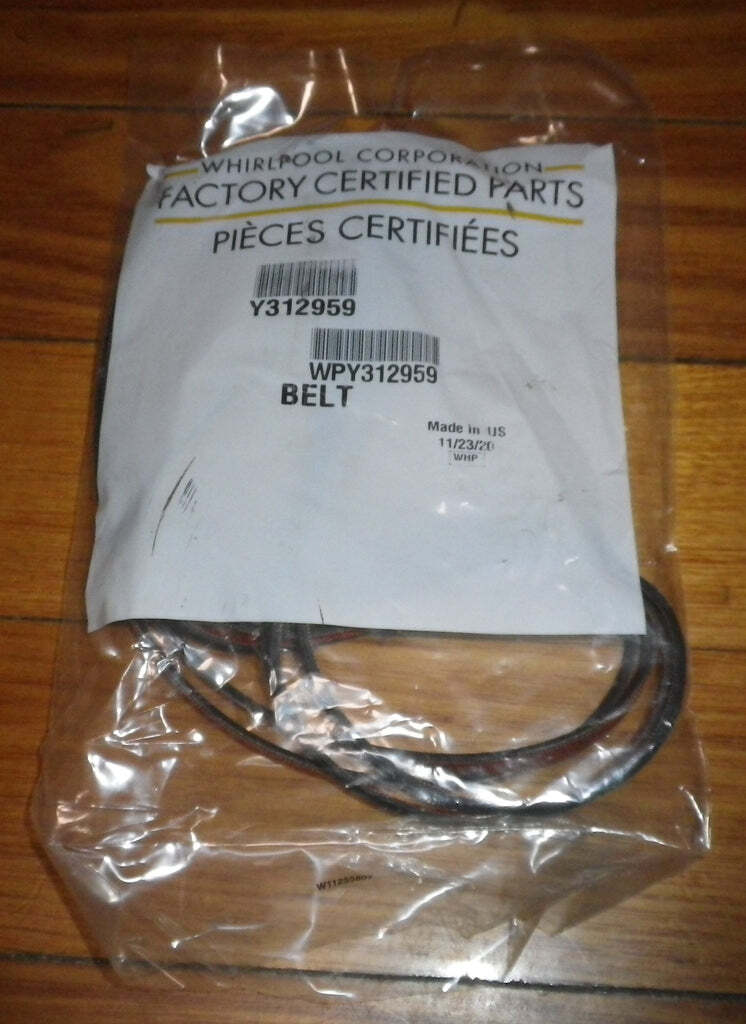 WHIRLPOOL CORPORATION
FACTORY CERTIFIED PARTS
PIÈCES CERTIFIÉES
Y312959
WPY312959
BELT
Made in US
11/23/20
WHP